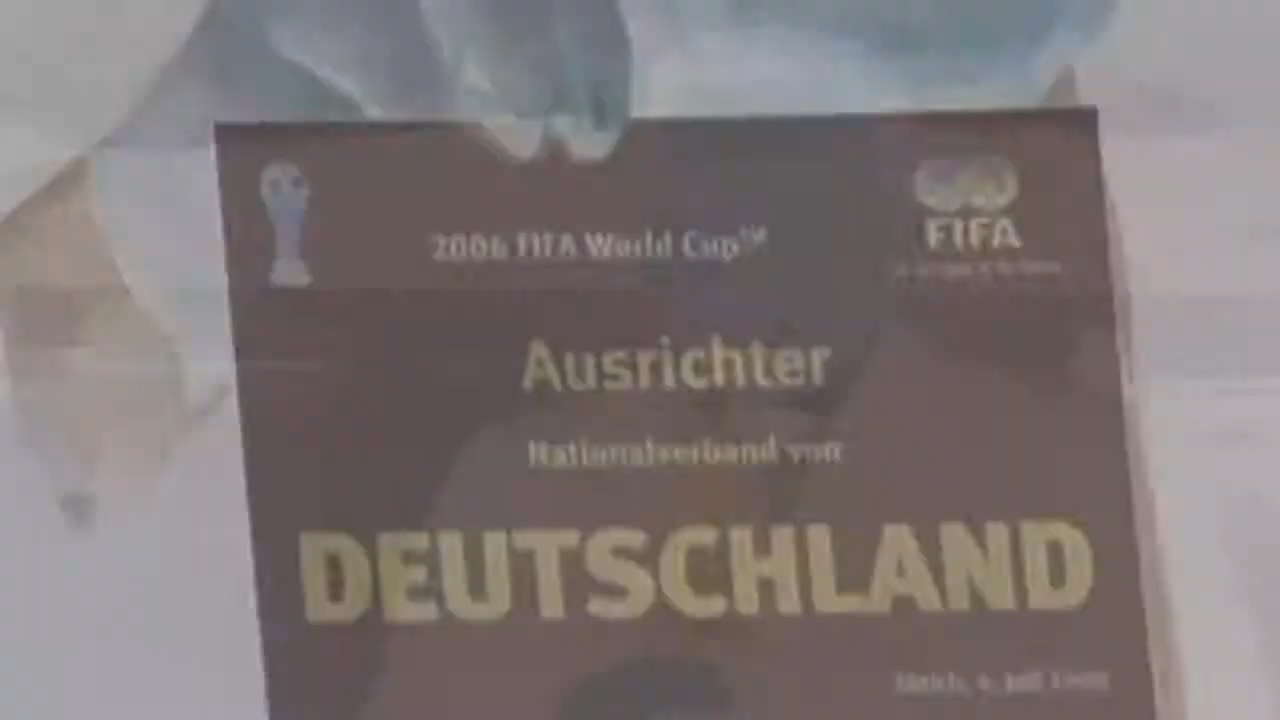 2006 FIFA World Cup™
FIFA
Ausrichter
Nationalverband von
DEUTSCHLAND